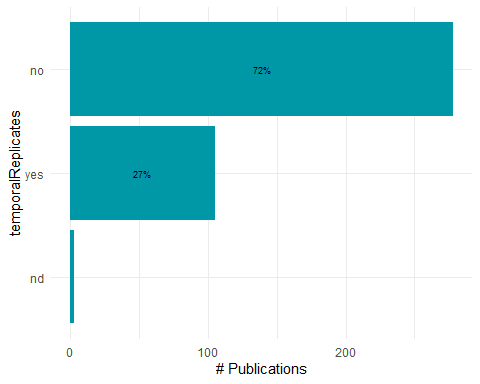 temporalReplicates
no
72%
yes
27%
nd
0
100
200
# Publications